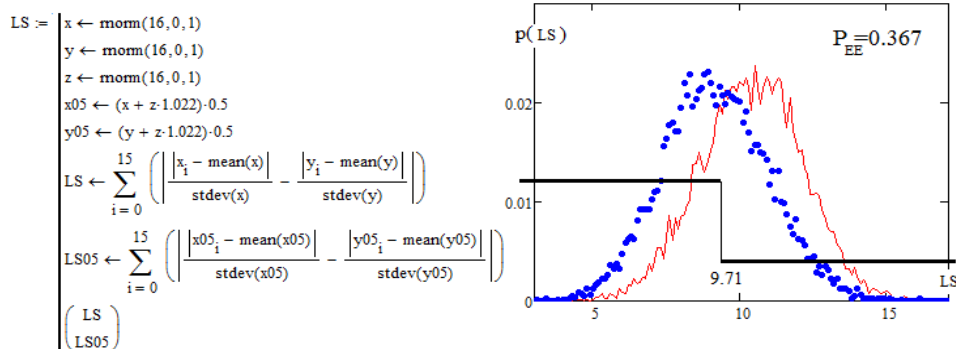 LS := x ← rnorm(16,0,1)
y ← rnorm(16,0,1)
z ← rnorm(16,0,1)
x05 ← (x + z·1.022)·0.5
y05 ← (y + z·1.022)·0.5
LS ← ∑_{i = 0}^{15} (| |x_i − mean(x)| / stdev(x) − |y_i − mean(y)| / stdev(y) |)
LS05 ← ∑_{i = 0}^{15} (| |x05_i − mean(x05)| / stdev(x05) − |y05_i − mean(y05)| / stdev(y05) |)
(LS
LS05)
p(LS)
P_EE=0.367
0.02
0.01
0
9.71
LS
5
10
15